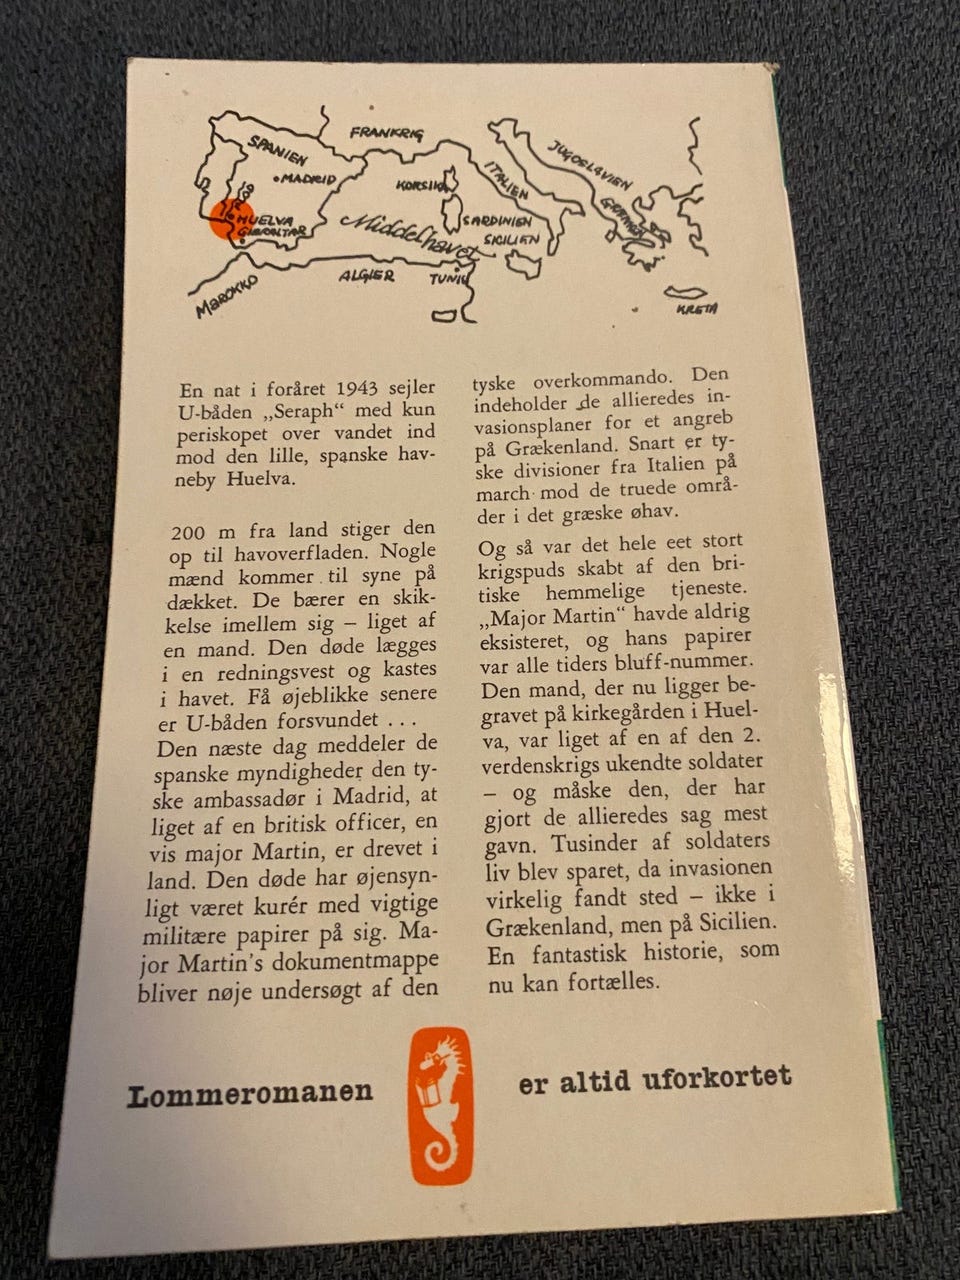 FRANKRIG
SPANIEN
JUGOSLAVIEN
MADRID
KORSIKA
ITALIEN
HUELVA
GIBRALTAR
Middelhavet
SARDINIEN
SICILIEN
MAROKKO
ALGIER
TUNIS
KRETA
En nat i foråret 1943 sejler
U-båden „Seraph“ med kun
periskopet over vandet ind
mod den lille, spanske hav-
neby Huelva.
200 m fra land stiger den
op til havoverfladen. Nogle
mænd kommer til syne på
dækket. De bærer en skik-
kelse imellem sig – liget af
en mand. Den døde lægges
i en redningsvest og kastes
i havet. Få øjeblikke senere
er U-båden forsvundet ...
Den næste dag meddeler de
spanske myndigheder den ty-
ske ambassadør i Madrid, at
liget af en britisk officer, en
vis major Martin, er drevet i
land. Den døde har øjensyn-
ligt været kurér med vigtige
militære papirer på sig. Ma-
jor Martin's dokumentmappe
bliver nøje undersøgt af den
tyske overkommando. Den
indeholder de allieredes in-
vasionsplaner for et angreb
på Grækenland. Snart er ty-
ske divisioner fra Italien på
march mod de truede områ-
der i det græske øhav.
Og så var det hele eet stort
krigspuds skabt af den bri-
tiske hemmelige tjeneste.
„Major Martin“ havde aldrig
eksisteret, og hans papirer
var alle tiders bluff-nummer.
Den mand, der nu ligger be-
gravet på kirkegården i Huel-
va, var liget af en af den 2.
verdenskrigs ukendte soldater
– og måske den, der har
gjort de allieredes sag mest
gavn. Tusinder af soldaters
liv blev sparet, da invasionen
virkelig fandt sted – ikke i
Grækenland, men på Sicilien.
En fantastisk historie, som
nu kan fortælles.
Lommeromanen er altid uforkortet